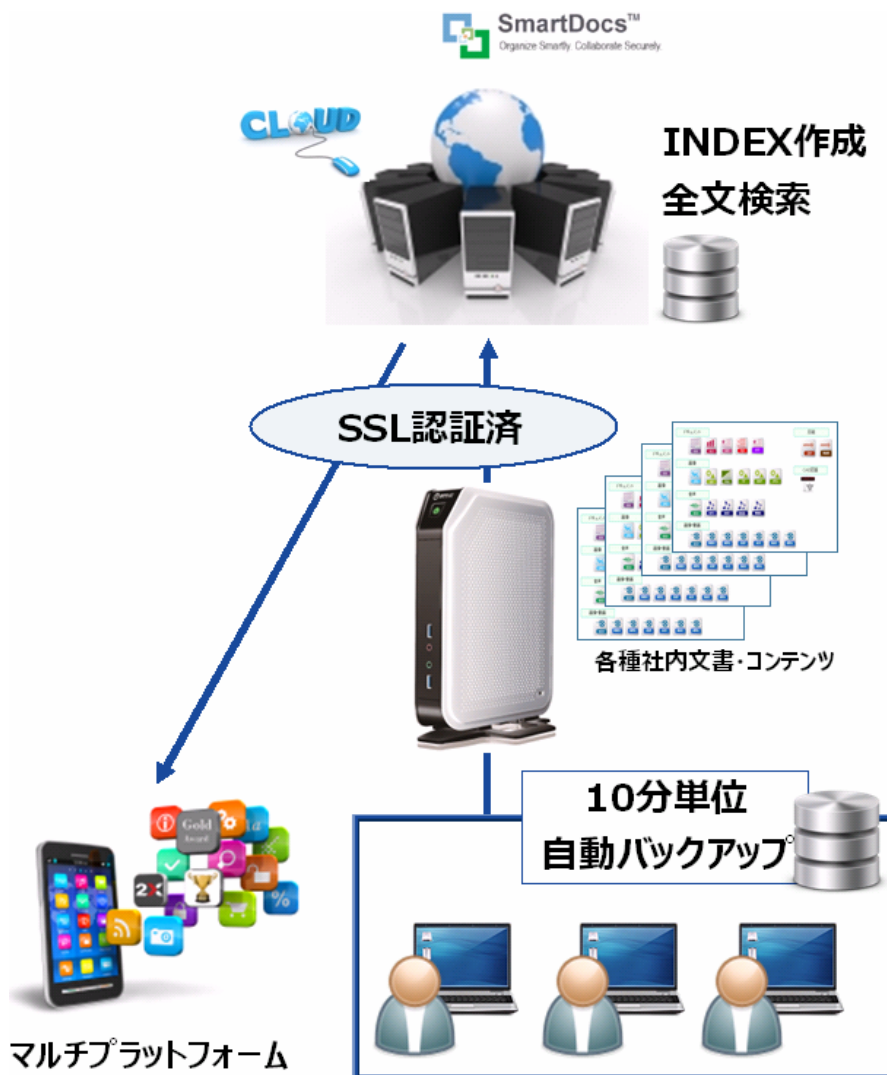 SmartDocs™
Organize Smartly. Collaborate Securely.
CLOUD
INDEX作成
全文検索
SSL認証済
各種社内文書・コンテンツ
10分単位
自動バックアップ
Gold
Award
2X
%
マルチプラットフォーム